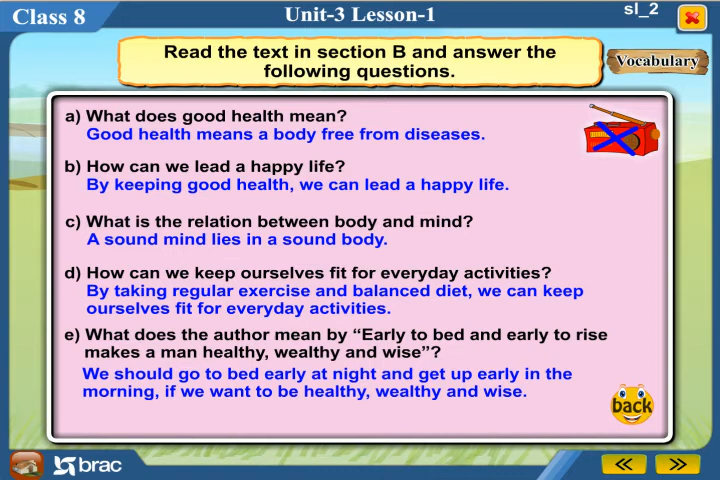 Class 8
Unit-3 Lesson-1
sl_2
Read the text in section B and answer the
following questions.
Vocabulary
a) What does good health mean?
Good health means a body free from diseases.
b) How can we lead a happy life?
By keeping good health, we can lead a happy life.
c) What is the relation between body and mind?
A sound mind lies in a sound body.
d) How can we keep ourselves fit for everyday activities?
By taking regular exercise and balanced diet, we can keep
ourselves fit for everyday activities.
e) What does the author mean by “Early to bed and early to rise
makes a man healthy, wealthy and wise”?
We should go to bed early at night and get up early in the
morning, if we want to be healthy, wealthy and wise.
back
brac